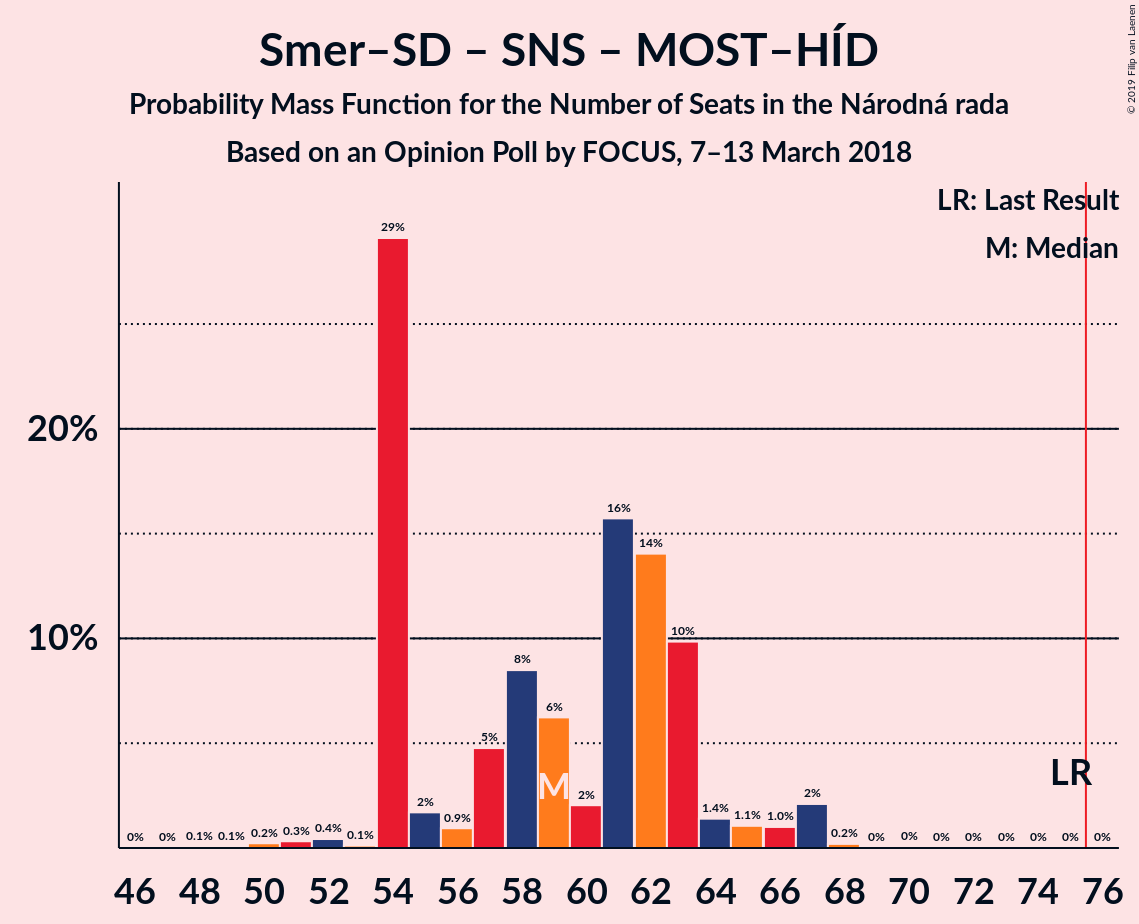 Smer–SD – SNS – MOST–HÍD
Probability Mass Function for the Number of Seats in the Národná rada
Based on an Opinion Poll by FOCUS, 7–13 March 2018
© 2019 Filip van Laenen
LR: Last Result
M: Median
29%
20%
16%
14%
10%
10%
8%
6%
5%
M
LR
0% 0% 0.1% 0.1% 0.2% 0.3% 0.4% 0.1% 2% 0.9% 2% 1.4% 1.1% 1.0% 2% 0.2% 0% 0% 0% 0% 0% 0% 0% 0%
46 48 50 52 54 56 58 60 62 64 66 68 70 72 74 76